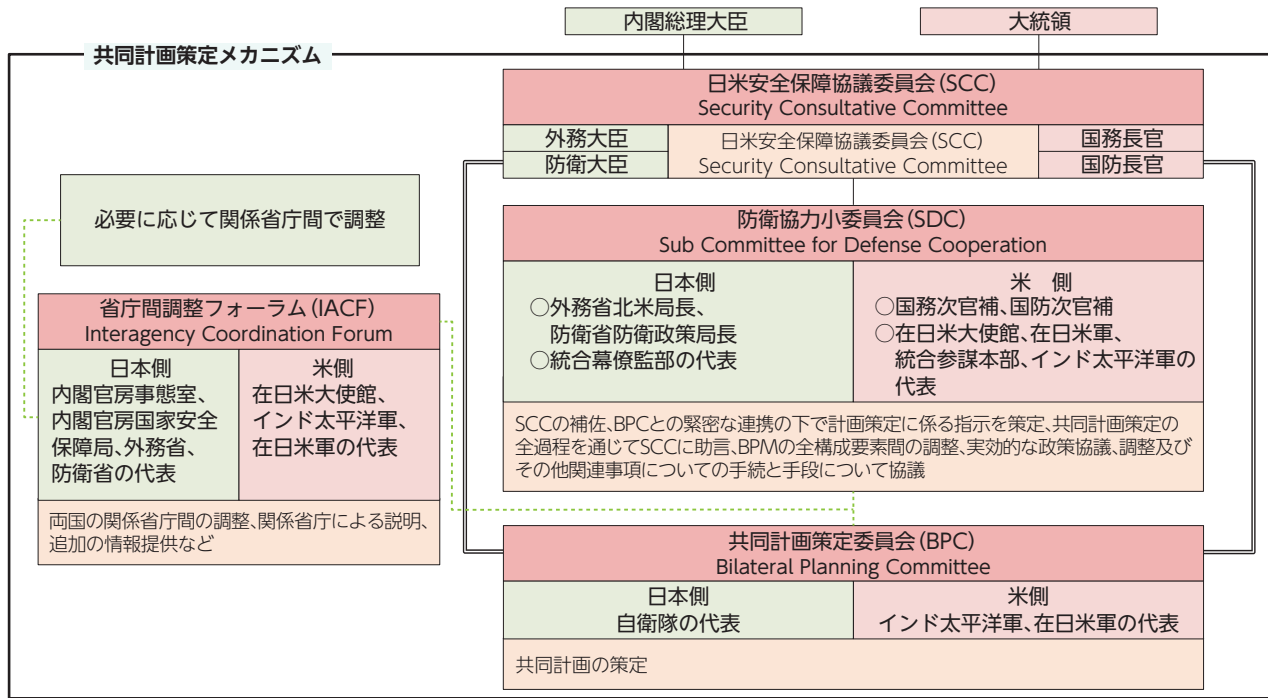 内閣総理大臣
大統領
共同計画策定メカニズム
日米安全保障協議委員会(SCC)
Security Consultative Committee
外務大臣
防衛大臣
日米安全保障協議委員会(SCC)
Security Consultative Committee
国務長官
国防長官
必要に応じて関係省庁間で調整
防衛協力小委員会(SDC)
Sub Committee for Defense Cooperation
日本側
○外務省北米局長、
防衛省防衛政策局長
○統合幕僚監部の代表
米 側
○国務次官補、国防次官補
○在日米大使館、在日米軍、
統合参謀本部、インド太平洋軍の
代表
SCCの補佐、BPCとの緊密な連携の下で計画策定に係る指示を策定、共同計画策定の
全過程を通じてSCCに助言、BPMの全構成要素間の調整、実効的な政策協議、調整及び
その他関連事項についての手続と手段について協議
省庁間調整フォーラム(IACF)
Interagency Coordination Forum
日本側
内閣官房事態室、
内閣官房国家安全
保障局、外務省、
防衛省の代表
米側
在日米大使館、
インド太平洋軍、
在日米軍の代表
両国の関係省庁間の調整、関係省庁による説明、
追加の情報提供など
共同計画策定委員会(BPC)
Bilateral Planning Committee
日本側
自衛隊の代表
米側
インド太平洋軍、在日米軍の代表
共同計画の策定